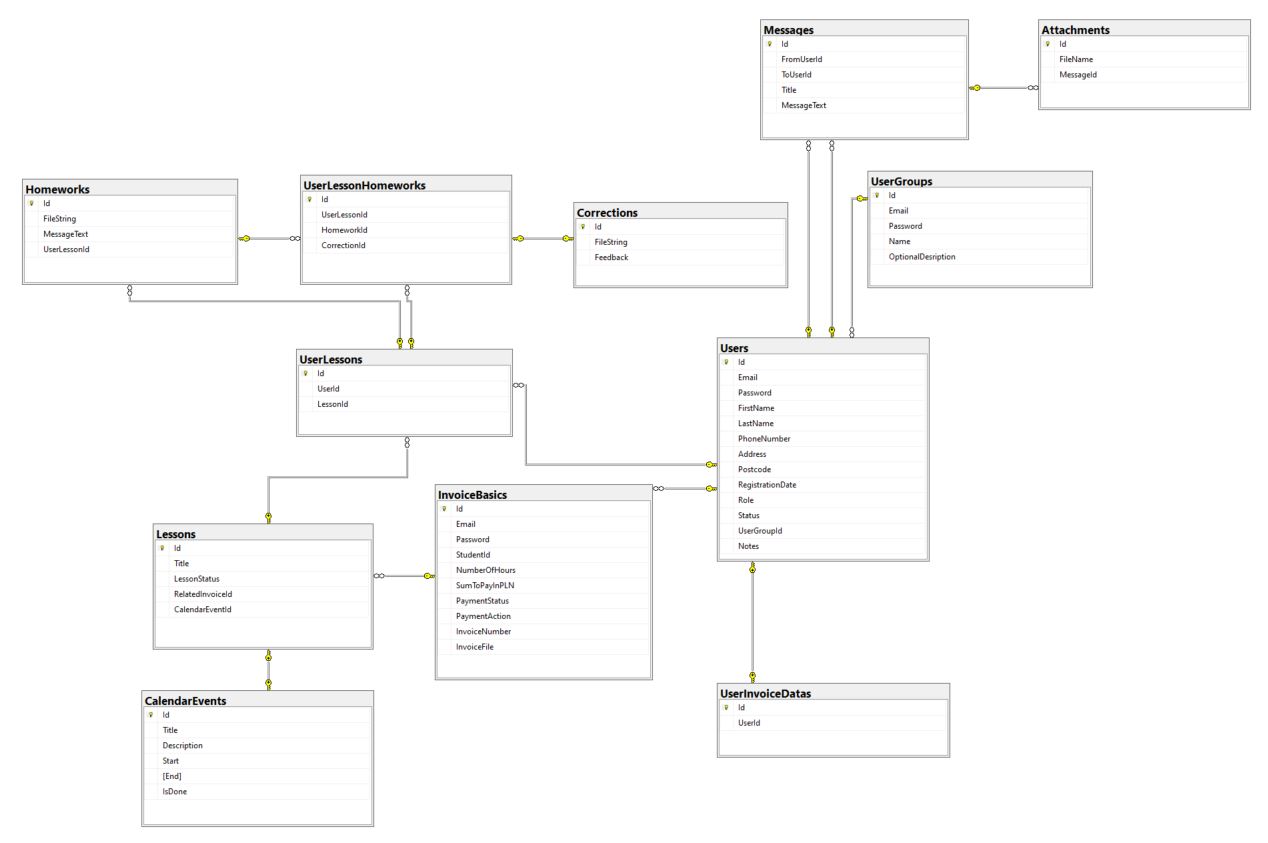 Messages
Id
FromUserId
ToUserId
Title
MessageText
Attachments
Id
FileName
MessageId
Homeworks
Id
FileString
MessageText
UserLessonId
UserLessonHomeworks
Id
UserLessonId
HomeworkId
CorrectionId
Corrections
Id
FileString
Feedback
UserGroups
Id
Email
Password
Name
OptionalDesription
UserLessons
Id
UserId
LessonId
Users
Id
Email
Password
FirstName
LastName
PhoneNumber
Address
Postcode
RegistrationDate
Role
Status
UserGroupId
Notes
InvoiceBasics
Id
Email
Password
StudentId
NumberOfHours
SumToPayInPLN
PaymentStatus
PaymentAction
InvoiceNumber
InvoiceFile
Lessons
Id
Title
LessonStatus
RelatedInvoiceId
CalendarEventId
CalendarEvents
Id
Title
Description
Start
[End]
IsDone
UserInvoiceDatas
Id
UserId